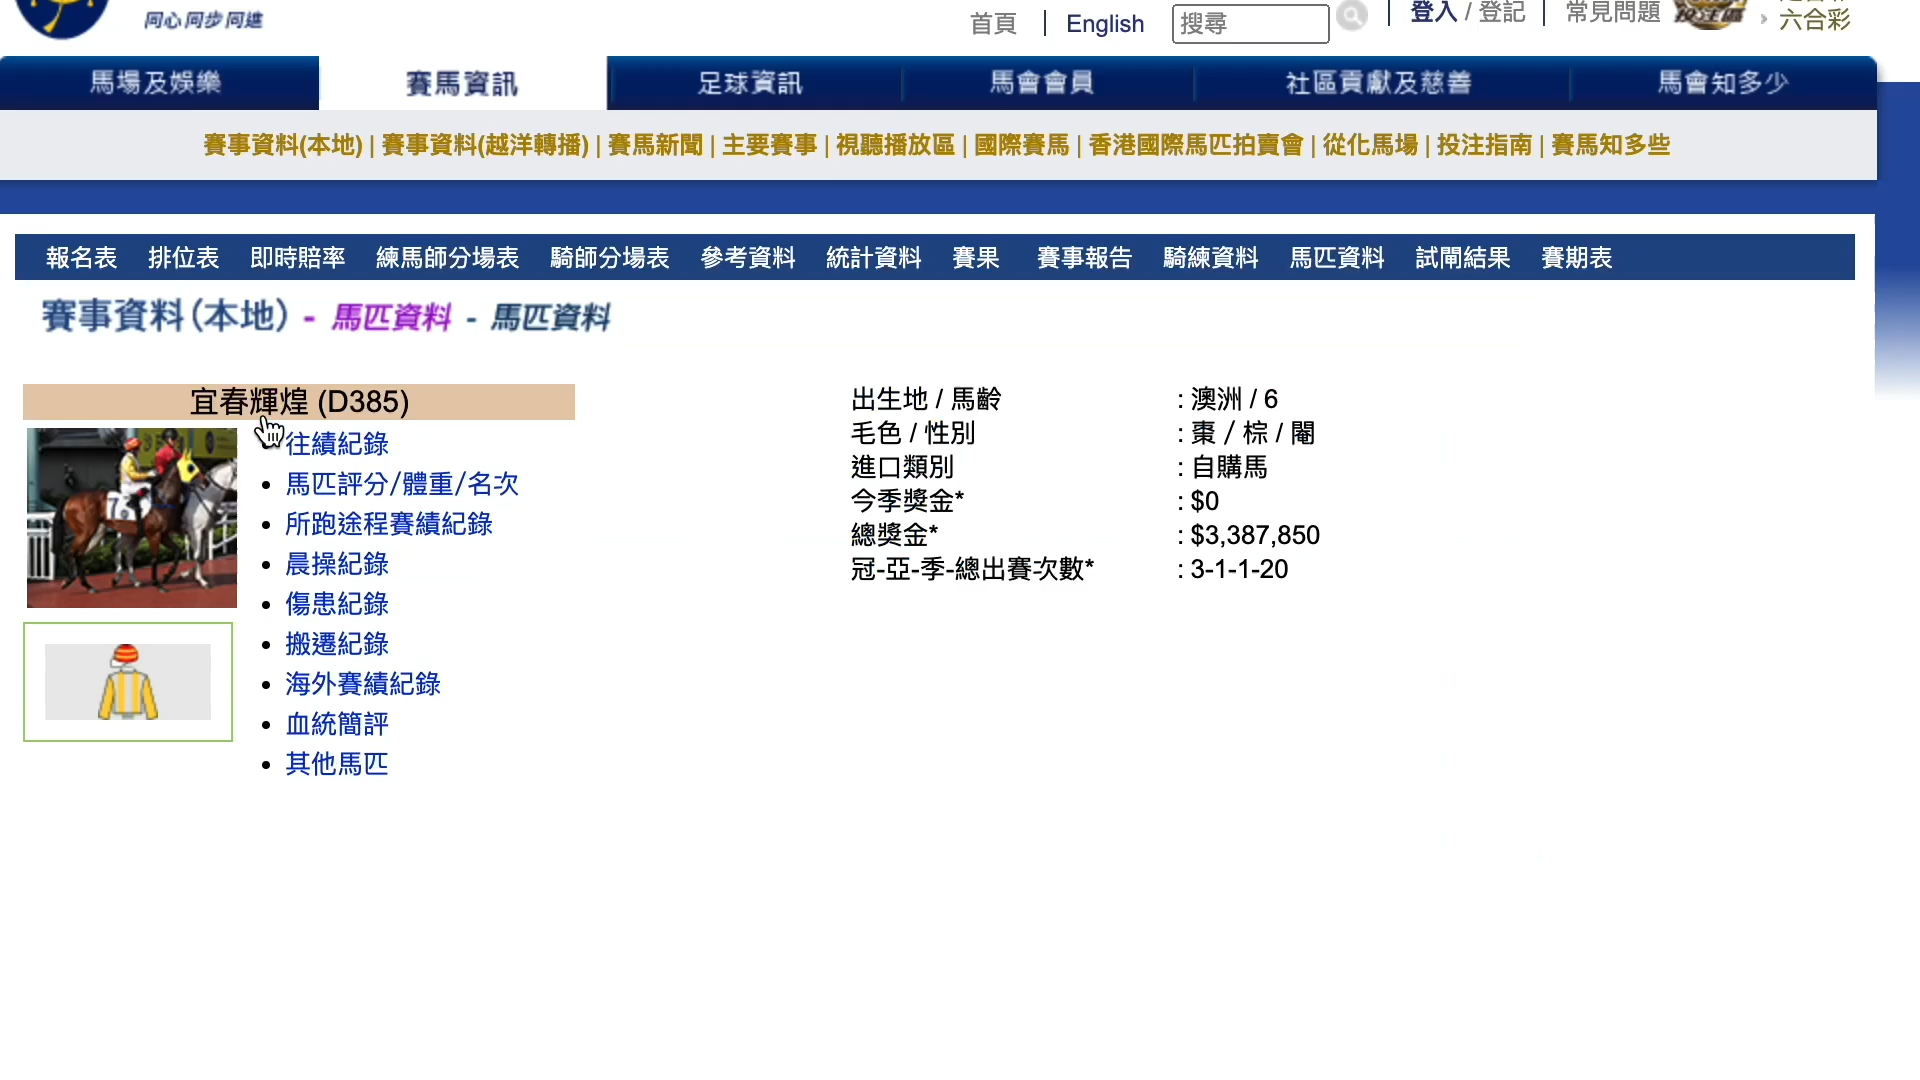 同心同步同進
首頁 | English 搜尋 | 登入 / 登記 | 常見問題 投注區 › 六合彩
馬場及娛樂 賽馬資訊 足球資訊 馬會會員 社區貢獻及慈善 馬會知多少
賽事資料(本地) | 賽事資料(越洋轉播) | 賽馬新聞 | 主要賽事 | 視聽播放區 | 國際賽馬 | 香港國際馬匹拍賣會 | 從化馬場 | 投注指南 | 賽馬知多些
報名表 排位表 即時賠率 練馬師分場表 騎師分場表 參考資料 統計資料 賽果 賽事報告 騎練資料 馬匹資料 試閘結果 賽期表
賽事資料(本地) - 馬匹資料 - 馬匹資料
宜春輝煌 (D385)
往績紀錄
馬匹評分/體重/名次
所跑途程賽績紀錄
晨操紀錄
傷患紀錄
搬遷紀錄
海外賽績紀錄
血統簡評
其他馬匹
7
出生地 / 馬齡 : 澳洲 / 6
毛色 / 性別 : 棗 / 棕 / 閹
進口類別 : 自購馬
今季獎金* : $0
總獎金* : $3,387,850
冠-亞-季-總出賽次數* : 3-1-1-20